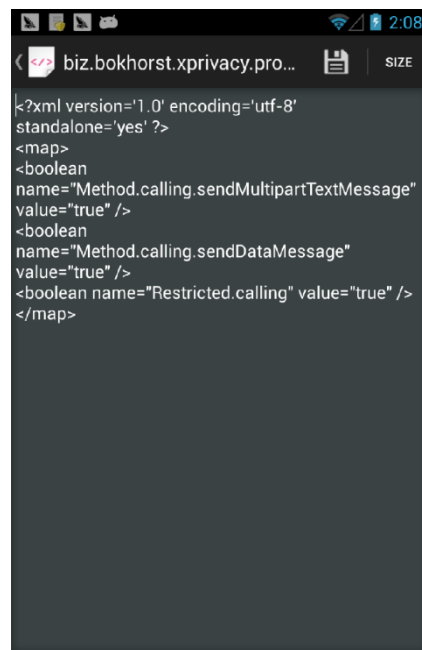 2:08
biz.bokhorst.xprivacy.pro...
SIZE
<?xml version='1.0' encoding='utf-8'
standalone='yes' ?>
<map>
<boolean
name="Method.calling.sendMultipartTextMessage"
value="true" />
<boolean
name="Method.calling.sendDataMessage"
value="true" />
<boolean name="Restricted.calling" value="true" />
</map>